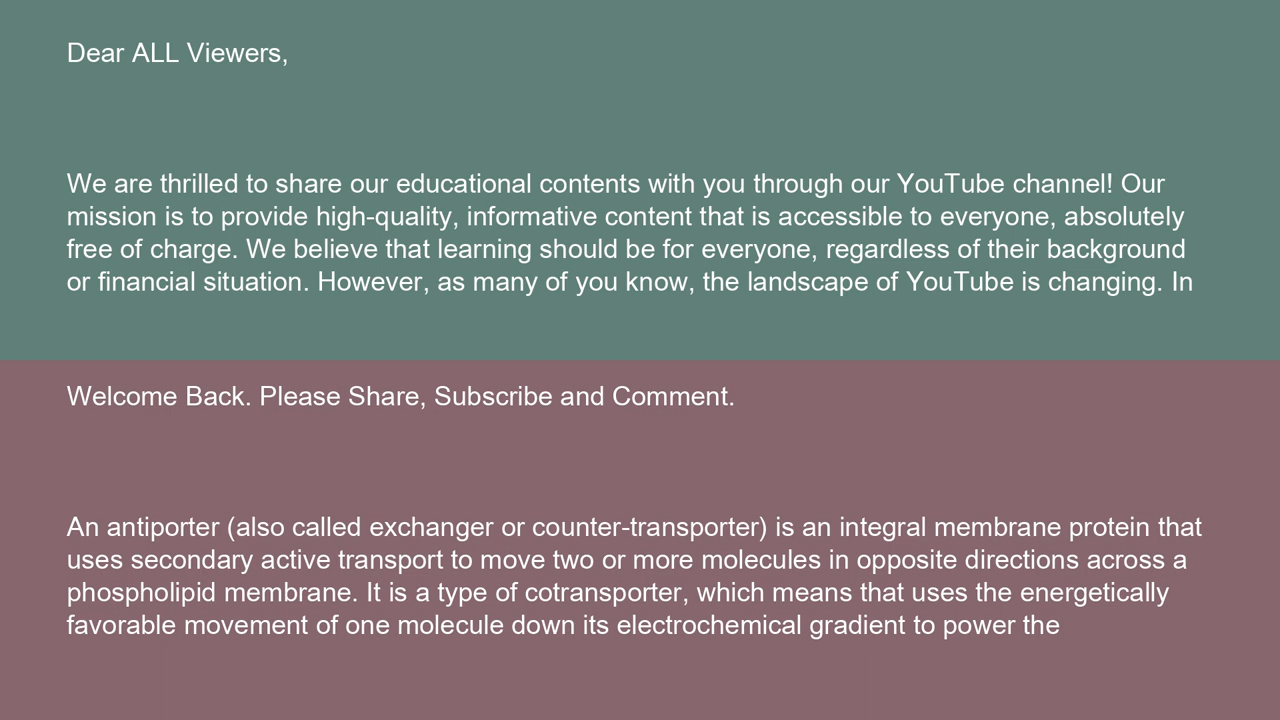 Dear ALL Viewers,
We are thrilled to share our educational contents with you through our YouTube channel! Our
mission is to provide high-quality, informative content that is accessible to everyone, absolutely
free of charge. We believe that learning should be for everyone, regardless of their background
or financial situation. However, as many of you know, the landscape of YouTube is changing. In
Welcome Back. Please Share, Subscribe and Comment.
An antiporter (also called exchanger or counter-transporter) is an integral membrane protein that
uses secondary active transport to move two or more molecules in opposite directions across a
phospholipid membrane. It is a type of cotransporter, which means that uses the energetically
favorable movement of one molecule down its electrochemical gradient to power the